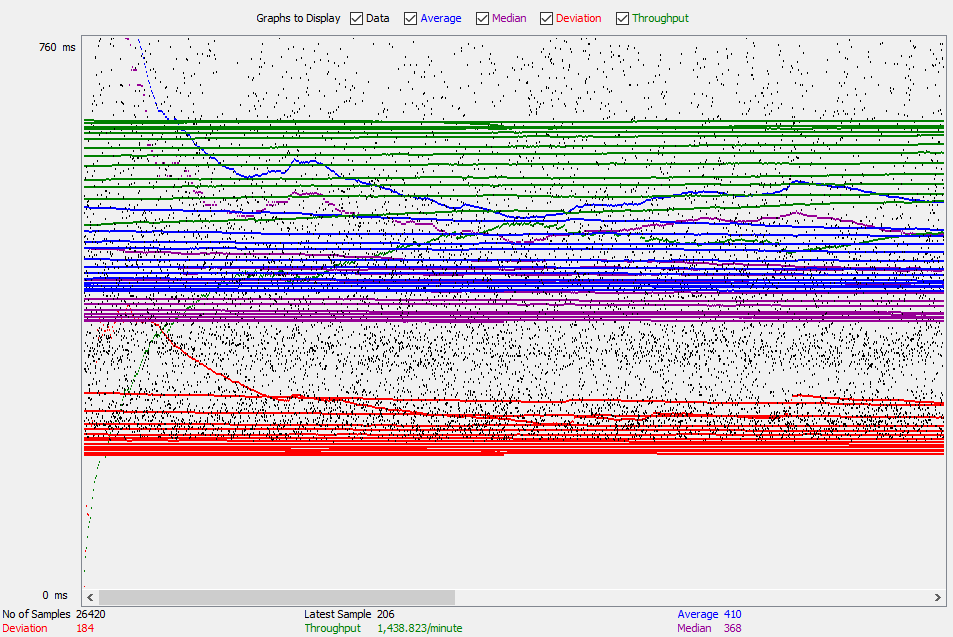 Graphs to Display Data Average Median Deviation Throughput
760 ms
0 ms
No of Samples 26420 Latest Sample 206 Average 410
Deviation 184 Throughput 1,438.823/minute Median 368